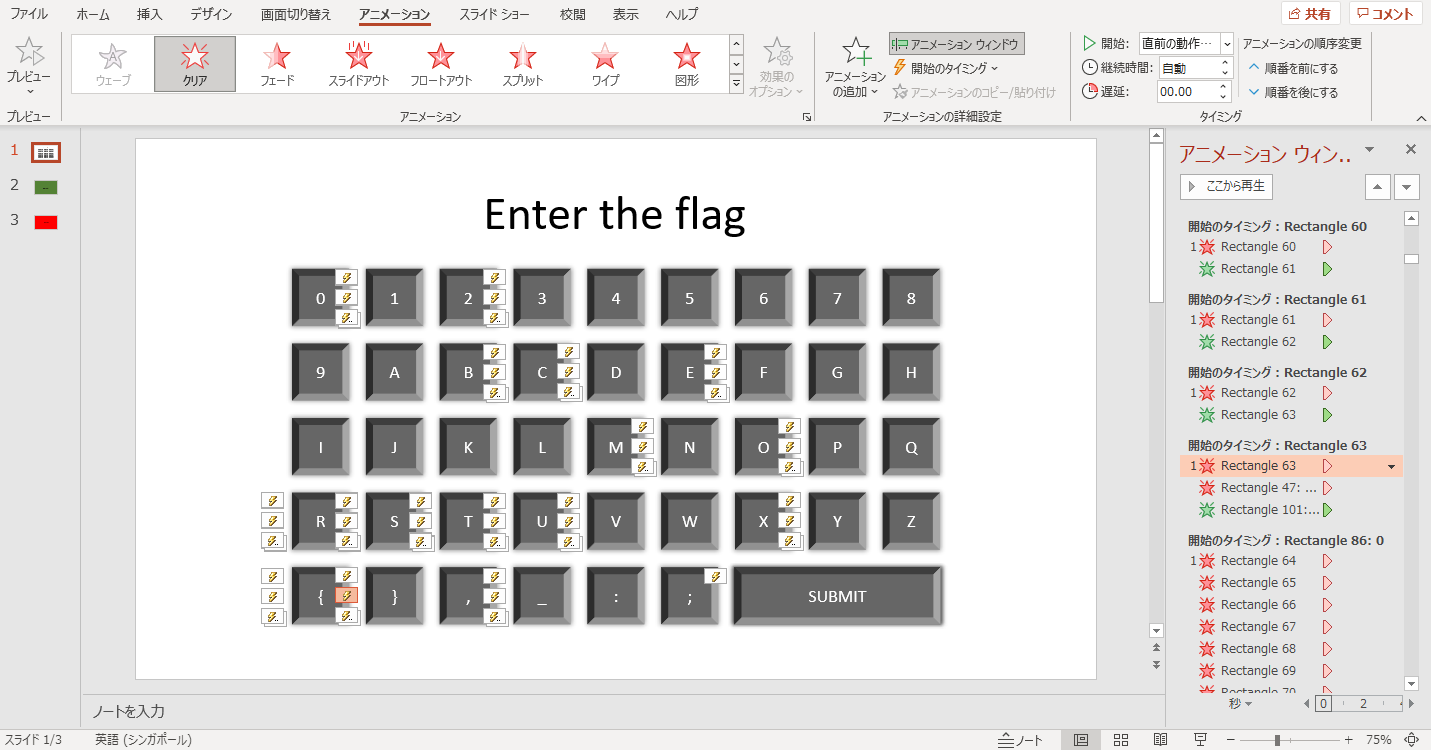 ファイル ホーム 挿入 デザイン 画面切り替え アニメーション スライド ショー 校閲 表示 ヘルプ 共有 コメント
プレビュー
プレビュー
ウェーブ クリア フェード スライドアウト フロートアウト スプリット ワイプ 図形
効果の
オプション
アニメーション
アニメーション
の追加
アニメーション ウィンドウ
開始のタイミング
アニメーションのコピー/貼り付け
アニメーションの詳細設定
開始: 直前の動作…
継続時間: 自動
遅延: 00.00
アニメーションの順序変更
順番を前にする
順番を後にする
タイミング
1
2
3
Enter the flag
0 1 2 3 4 5 6 7 8
9 A B C D E F G H
I J K L M N O P Q
R S T U V W X Y Z
{ } , _ : ; SUBMIT
ノートを入力
アニメーション ウィン..
ここから再生
開始のタイミング : Rectangle 60
1 Rectangle 60
Rectangle 61
開始のタイミング : Rectangle 61
1 Rectangle 61
Rectangle 62
開始のタイミング : Rectangle 62
1 Rectangle 62
Rectangle 63
開始のタイミング : Rectangle 63
1 Rectangle 63
Rectangle 47: ...
Rectangle 101:...
開始のタイミング : Rectangle 86: 0
1 Rectangle 64
Rectangle 65
Rectangle 66
Rectangle 67
Rectangle 68
Rectangle 69
Rectangle 70
秒 0 2
スライド 1/3 英語 (シンガポール) ノート 75%